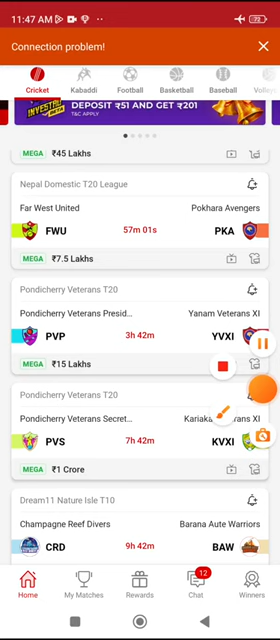 11:47 AM
72
Connection problem!
Cricket
Kabaddi
Football
Basketball
Baseball
INVESTRU
DEPOSIT ₹51 AND GET ₹201
T&C APPLY
MEGA ₹45 Lakhs
Nepal Domestic T20 League
Far West United
Pokhara Avengers
FWU
57m 01s
PKA
MEGA ₹7.5 Lakhs
Pondicherry Veterans T20
Pondicherry Veterans Presid...
Yanam Veterans XI
PVP
3h 42m
YVXI
MEGA ₹15 Lakhs
Pondicherry Veterans T20
Pondicherry Veterans Secret...
PVS
7h 42m
KVXI
MEGA ₹1 Crore
Dream11 Nature Isle T10
Champagne Reef Divers
Barana Aute Warriors
CRD
9h 42m
BAW
12
Home
My Matches
Rewards
Chat
Winners